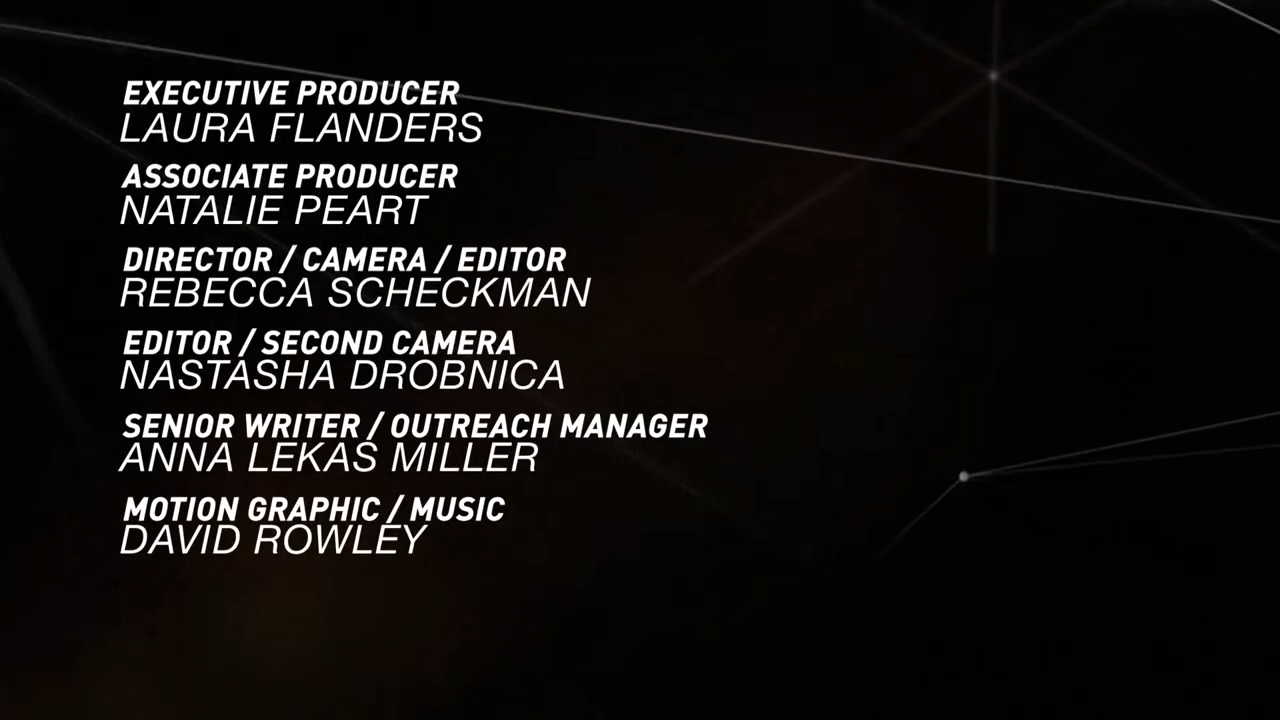 EXECUTIVE PRODUCER
LAURA FLANDERS
ASSOCIATE PRODUCER
NATALIE PEART
DIRECTOR / CAMERA / EDITOR
REBECCA SCHECKMAN
EDITOR / SECOND CAMERA
NASTASHA DROBNICA
SENIOR WRITER / OUTREACH MANAGER
ANNA LEKAS MILLER
MOTION GRAPHIC / MUSIC
DAVID ROWLEY